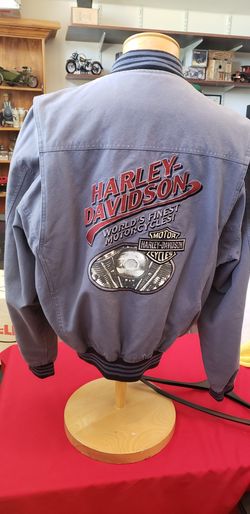 HARLEY-
DAVIDSON
WORLD'S FINEST
MOTORCYCLES!
MOTOR
HARLEY-DAVIDSON
CYCLES